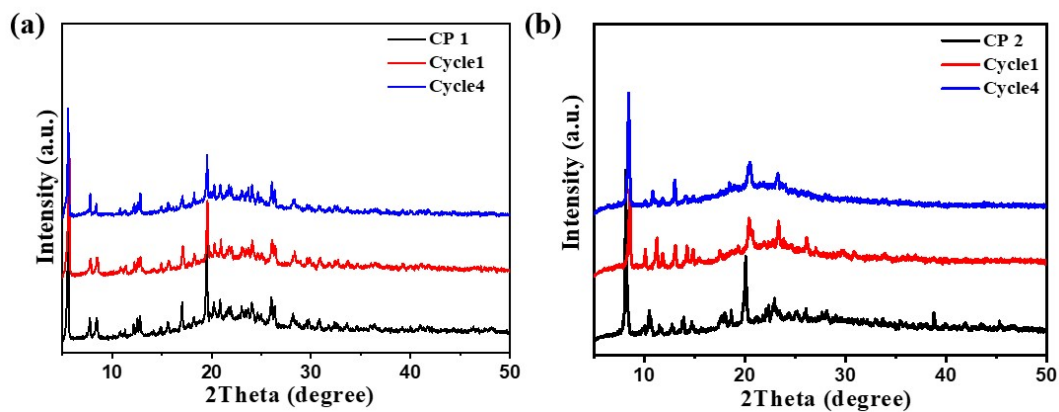 (a)
CP 1
Cycle1
Cycle4
Intensity (a.u.)
10 20 30 40 50
2Theta (degree)
(b)
CP 2
Cycle1
Cycle4
Intensity (a.u.)
10 20 30 40 50
2Theta (degree)